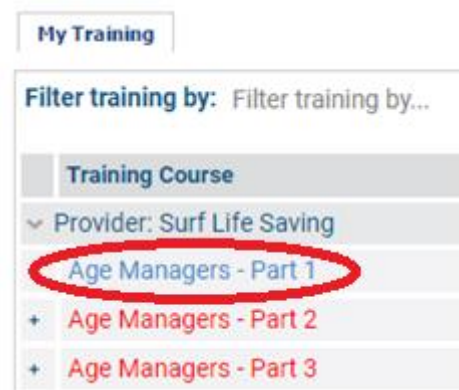 My Training
Filter training by: Filter training by...
Training Course
Provider: Surf Life Saving
Age Managers - Part 1
+ Age Managers - Part 2
+ Age Managers - Part 3